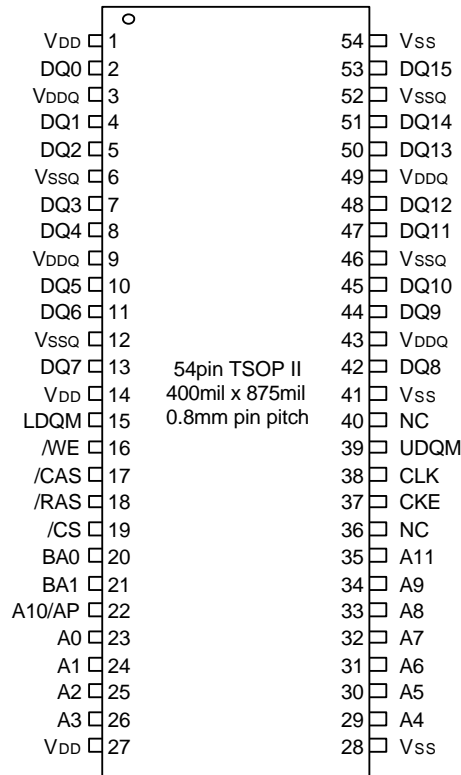 VDD 1 54 VSS
DQ0 2 53 DQ15
VDDQ 3 52 VSSQ
DQ1 4 51 DQ14
DQ2 5 50 DQ13
VSSQ 6 49 VDDQ
DQ3 7 48 DQ12
DQ4 8 47 DQ11
VDDQ 9 46 VSSQ
DQ5 10 45 DQ10
DQ6 11 44 DQ9
VSSQ 12 43 VDDQ
DQ7 13 42 DQ8
VDD 14 41 VSS
LDQM 15 40 NC
/WE 16 39 UDQM
/CAS 17 38 CLK
/RAS 18 37 CKE
/CS 19 36 NC
BA0 20 35 A11
BA1 21 34 A9
A10/AP 22 33 A8
A0 23 32 A7
A1 24 31 A6
A2 25 30 A5
A3 26 29 A4
VDD 27 28 VSS
54pin TSOP II
400mil x 875mil
0.8mm pin pitch